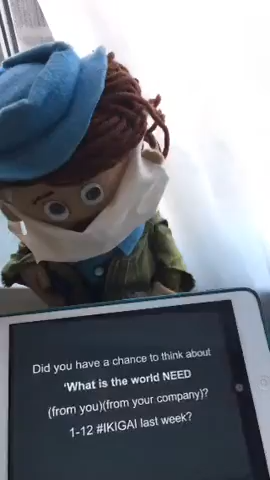 Did you have a chance to think about
‘What is the world NEED
(from you)(from your company)?
1-12 #IKIGAI last week?